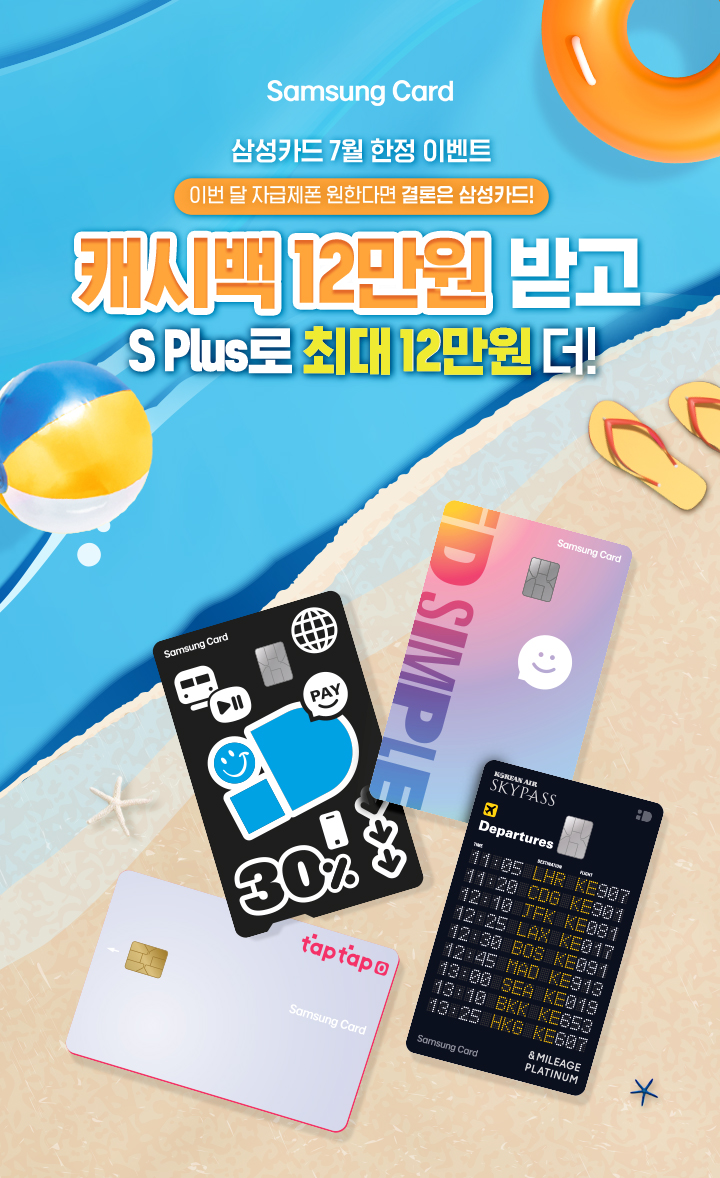 Samsung Card
삼성카드 7월 한정 이벤트
이번 달 자급제폰 원한다면 결론은 삼성카드!
캐시백 12만원 받고
S Plus로 최대 12만원 더!
Samsung Card
iD SIMPLE
Samsung Card
PAY
iD
30%
KOREAN AIR
SKYPASS
iD
Departures
TIME DESTINATION FLIGHT
11:05 LHR KE907
11:20 CDG KE901
12:10 JFK KE081
12:25 LAX KE017
12:30 BOS KE091
12:45 MAD KE913
13:00 SEA KE019
13:10 BKK KE653
13:25 HKG KE607
Samsung Card
&MILEAGE
PLATINUM
taptap O
Samsung Card